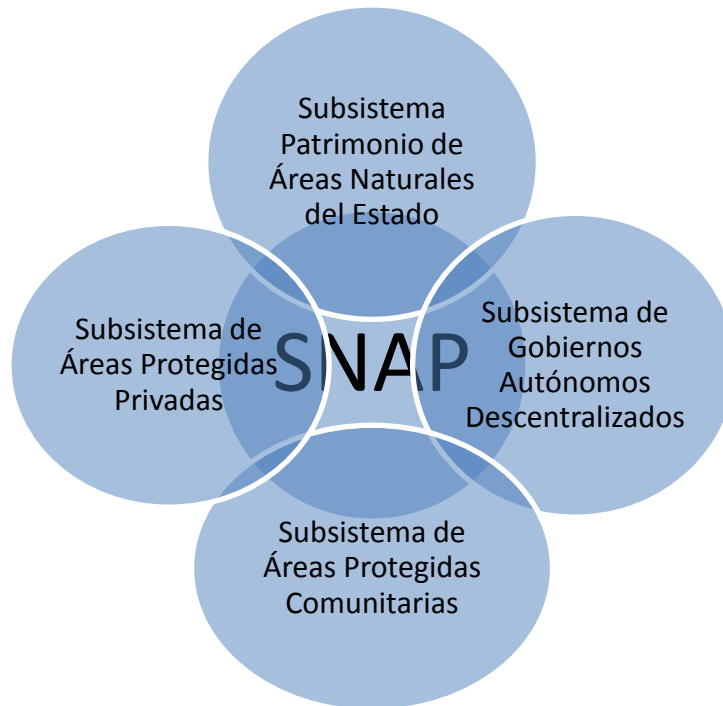 Subsistema
Patrimonio de
Áreas Naturales
del Estado
Subsistema de
Áreas Protegidas
Privadas
SNAP
Subsistema de
Gobiernos
Autónomos
Descentralizados
Subsistema de
Áreas Protegidas
Comunitarias